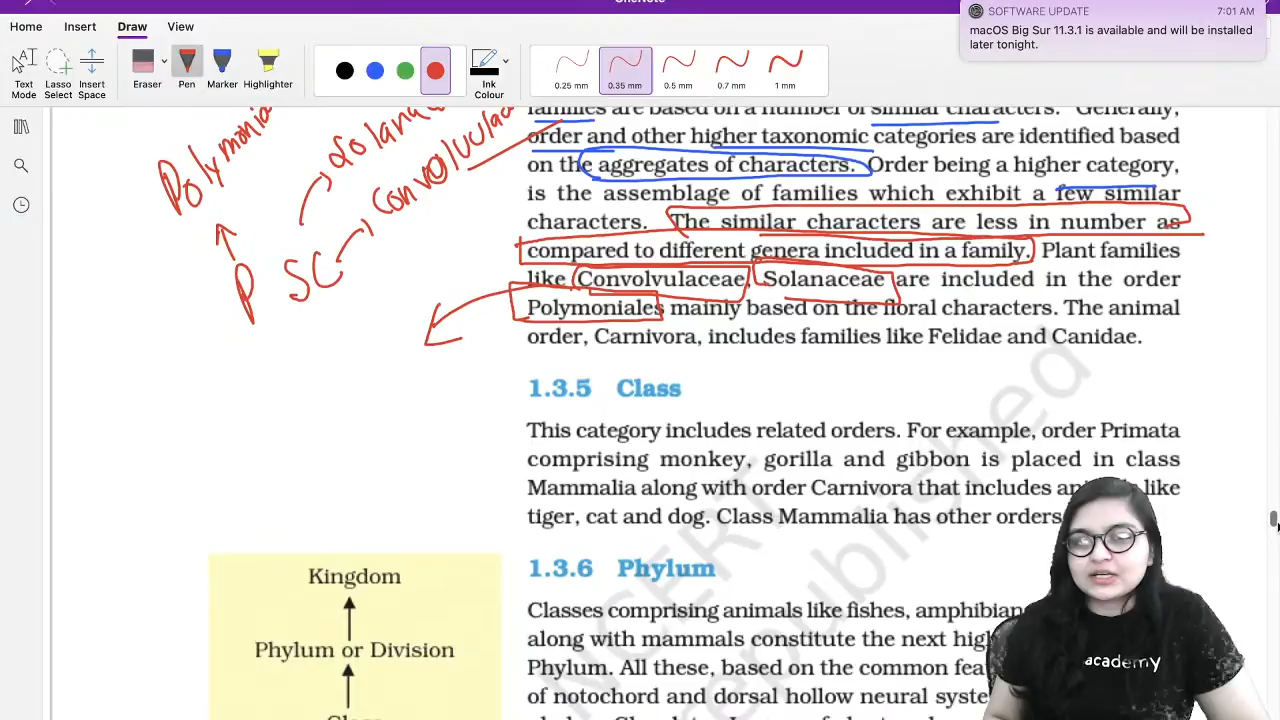 OneNote
SOFTWARE UPDATE 7:01 AM
macOS Big Sur 11.3.1 is available and will be installed
later tonight.
Home Insert Draw View
Text Mode
Lasso Select
Insert Space
Eraser
Pen
Marker
Highlighter
Ink Colour
0.25 mm
0.35 mm
0.5 mm
0.7 mm
1 mm
P SC
families are based on a number of similar characters. Generally,
order and other higher taxonomic categories are identified based
on the aggregates of characters. Order being a higher category,
is the assemblage of families which exhibit a few similar
characters. The similar characters are less in number as
compared to different genera included in a family. Plant families
like Convolvulaceae, Solanaceae are included in the order
Polymoniales mainly based on the floral characters. The animal
order, Carnivora, includes families like Felidae and Canidae.
1.3.5 Class
This category includes related orders. For example, order Primata
comprising monkey, gorilla and gibbon is placed in class
Mammalia along with order Carnivora that includes like
tiger, cat and dog. Class Mammalia has other orders
1.3.6 Phylum
Classes comprising animals like fishes,
along with mammals constitute the next
Phylum. All these, based on the common
of notochord and dorsal hollow neural
Kingdom
Phylum or Division
Class
NCERT
republished
academy